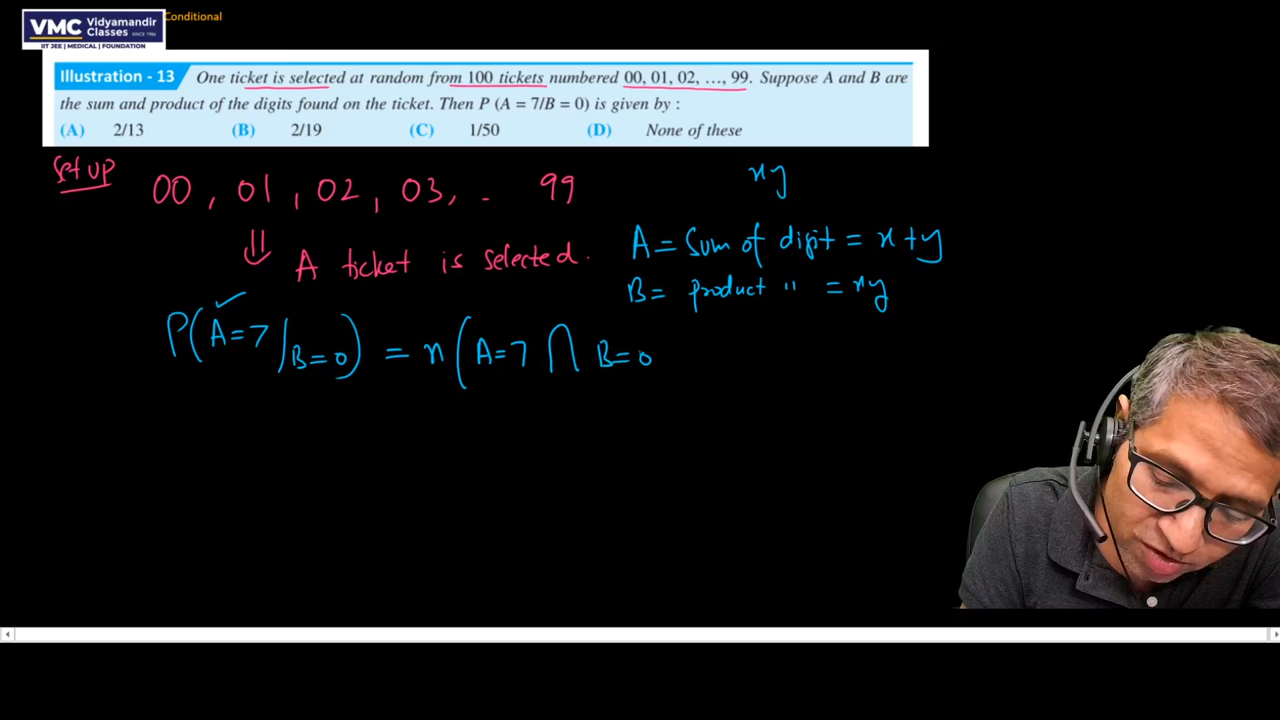 VMC Vidyamandir Classes SINCE 1986
IIT JEE | MEDICAL | FOUNDATION
Conditional
Illustration - 13 One ticket is selected at random from 100 tickets numbered 00, 01, 02, …, 99. Suppose A and B are
the sum and product of the digits found on the ticket. Then P (A = 7/B = 0) is given by :
(A) 2/13 (B) 2/19 (C) 1/50 (D) None of these
Set up
00 , 01 , 02 , 03, . 99
xy
⇓ A ticket is selected.
A = Sum of digit = x + y
B = product " = xy
P(A=7/B=0) = n(A=7 ∩ B=0